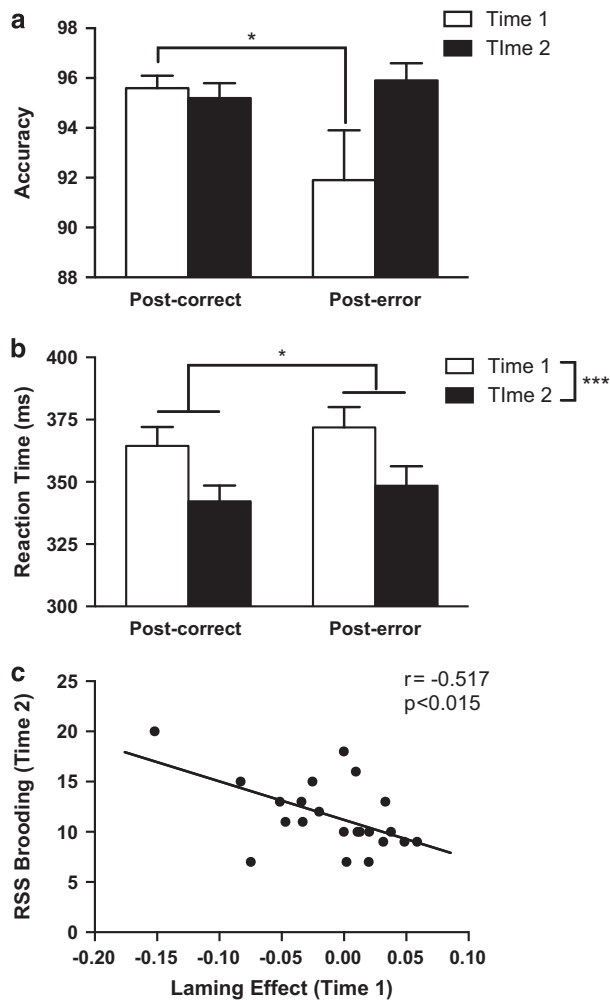 a
*
Time 1
TIme 2
98
96
94
92
90
88
Accuracy
Post-correct Post-error
b
*
Time 1
TIme 2
***
400
375
350
325
300
Reaction Time (ms)
Post-correct Post-error
c
r= -0.517
p<0.015
25
20
15
10
5
0
RSS Brooding (Time 2)
-0.20 -0.15 -0.10 -0.05 0.00 0.05 0.10
Laming Effect (Time 1)